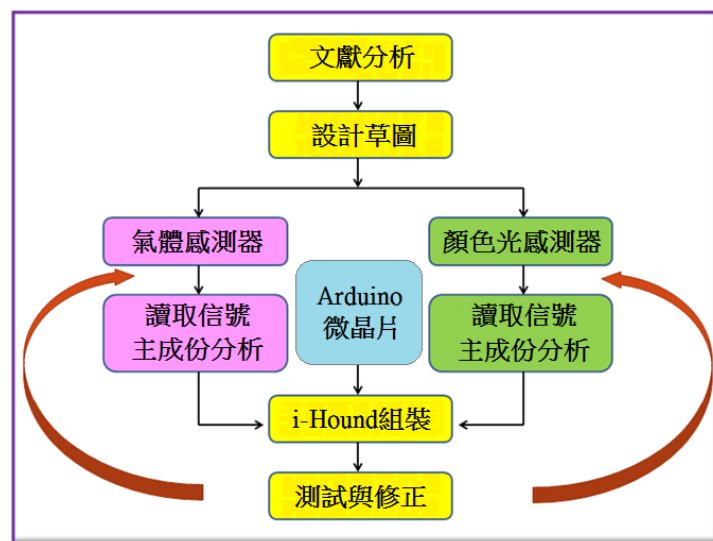 文獻分析
設計草圖
氣體感測器
顏色光感測器
Arduino
微晶片
讀取信號
主成份分析
讀取信號
主成份分析
i-Hound組裝
測試與修正